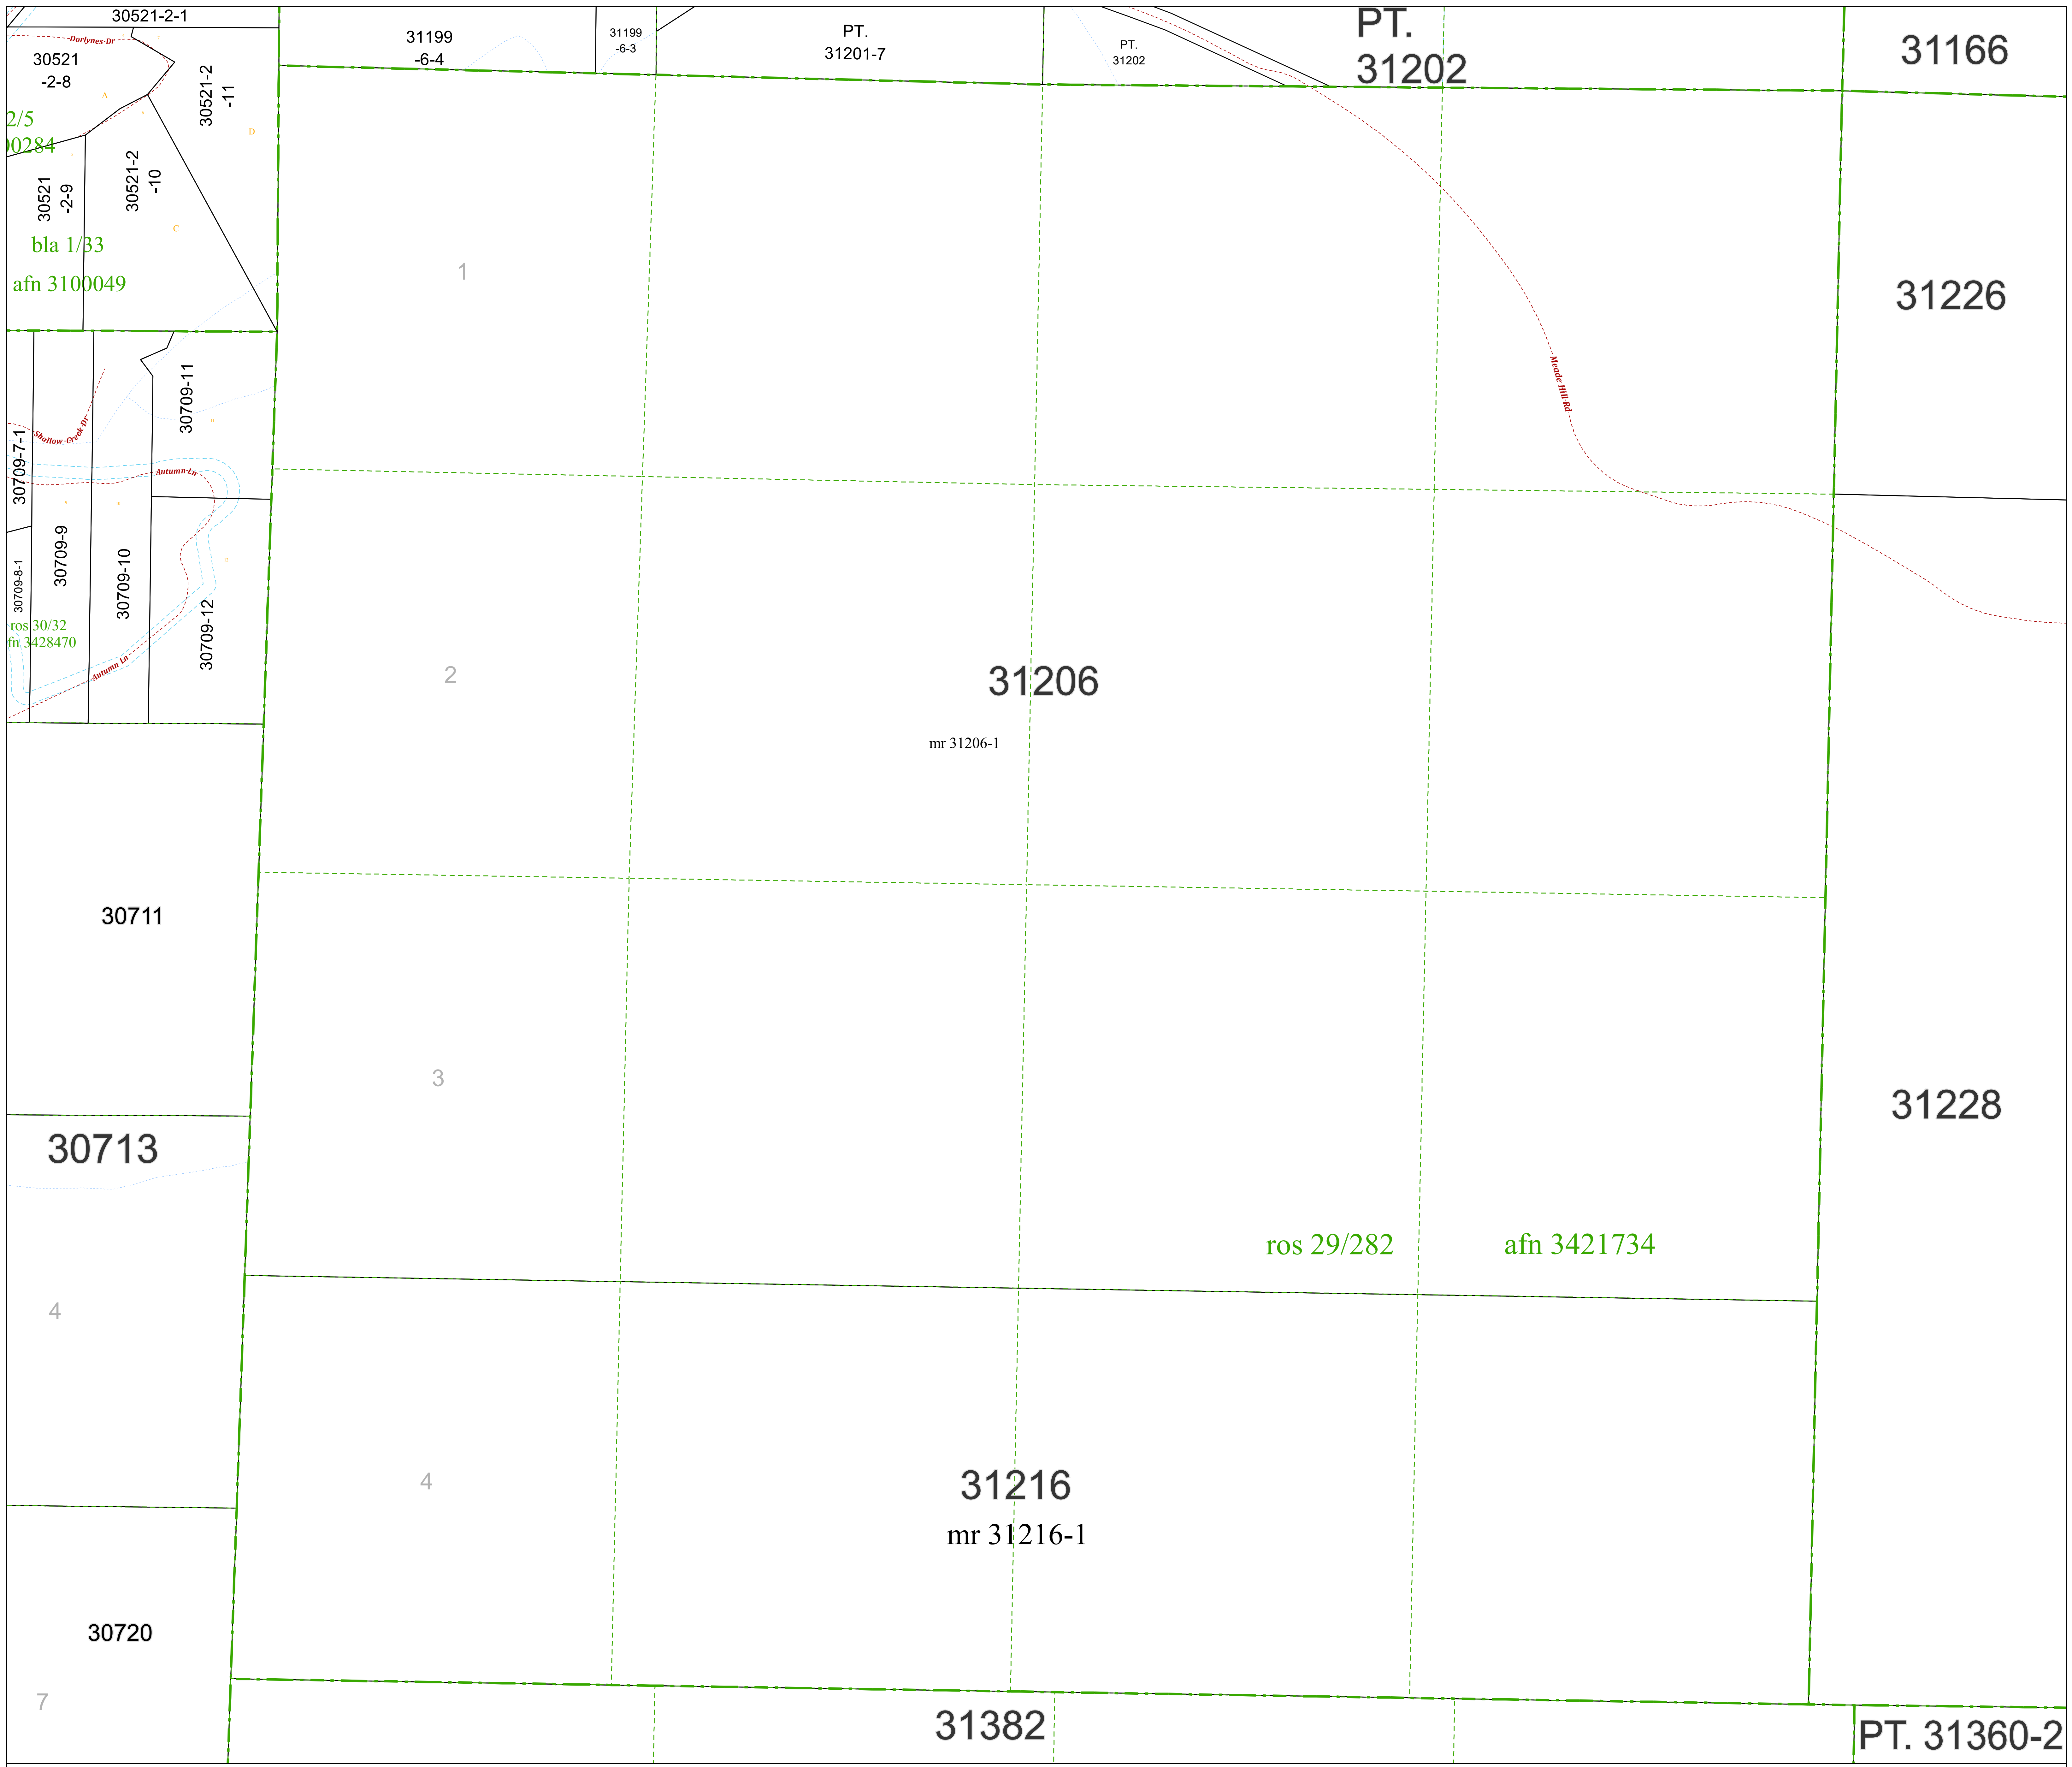 30521-2-1
Dorlynes Dr
30521
-2-8
A
30521-2
-11
D
2/5
00284
30521
-2-9
30521-2
-10
C
bla 1/33
afn 3100049
31199
-6-4
31199
-6-3
PT.
31201-7
PT.
31202
PT.
31202
31166
31226
1
Meade Hill Rd
30709-11
Shallow Creek Dr
30709-7-1
Autumn Ln
30709-9
30709-10
30709-8-1
30709-12
ros 30/32
fn 3428470
Autumn Ln
2
31206
mr 31206-1
30711
3
31228
30713
ros 29/282
afn 3421734
4
4
31216
mr 31216-1
30720
7
31382
PT. 31360-2